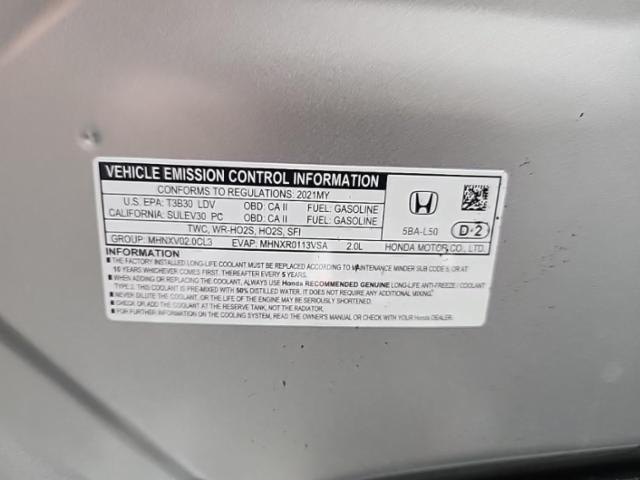 VEHICLE EMISSION CONTROL INFORMATION
CONFORMS TO REGULATIONS: 2021MY
U.S. EPA: T3B30 LDV OBD: CA II FUEL: GASOLINE
CALIFORNIA: SULEV30 PC OBD: CA II FUEL: GASOLINE
TWC, WR-HO2S, HO2S, SFI
GROUP: MHNXV02.0CL3 EVAP: MHNXR0113VSA 2.0L
5BA-L50 D-2
HONDA MOTOR CO., LTD.
INFORMATION
■ THE FACTORY INSTALLED LONG-LIFE COOLANT MUST BE REPLACED ACCORDING TO MAINTENANCE MINDER SUB CODE 5, OR AT
10 YEARS WHICHEVER COMES FIRST, THEREAFTER EVERY 5 YEARS.
■ WHEN ADDING OR REPLACING THE COOLANT, ALWAYS USE Honda RECOMMENDED GENUINE LONG-LIFE ANTI-FREEZE / COOLANT
TYPE 2. THIS COOLANT IS PRE-MIXED WITH 50% DISTILLED WATER. IT DOES NOT REQUIRE ANY ADDITIONAL MIXING.
■ NEVER DILUTE THE COOLANT, OR THE LIFE OF THE ENGINE MAY BE SERIOUSLY SHORTENED.
■ CHECK OR ADD THE COOLANT AT THE RESERVE TANK, NOT THE RADIATOR.
■ FOR FURTHER INFORMATION ON THE COOLING SYSTEM, READ THE OWNER'S MANUAL OR CHECK WITH YOUR Honda DEALER.